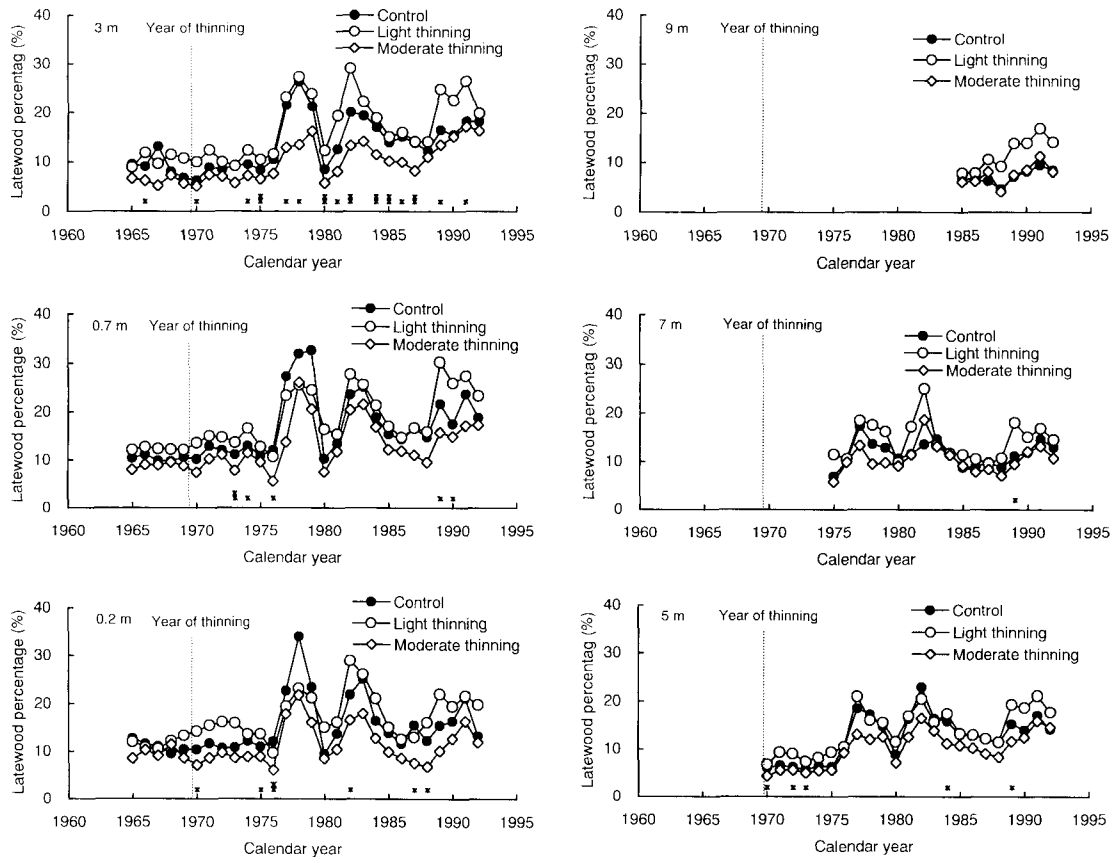 3 m Year of thinning
Control
Light thinning
Moderate thinning
Latewood percentag (%)
40
30
20
10
0
1960 1965 1970 1975 1980 1985 1990 1995
Calendar year
9 m Year of thinning
Control
Light thinning
Moderate thinning
Latewood percentag (%)
40
30
20
10
0
1960 1965 1970 1975 1980 1985 1990 1995
Calendar year
0.7 m Year of thinning
Control
Light thinning
Moderate thinning
Latewood percentage (%)
40
30
20
10
0
1960 1965 1970 1975 1980 1985 1990 1995
Calendar year
7 m Year of thinning
Control
Light thinning
Moderate thinning
Latewood percentag (%)
40
30
20
10
0
1960 1965 1970 1975 1980 1985 1990 1995
Calendar year
0.2 m Year of thinning
Control
Light thinning
Moderate thinning
Latewood percentage (%)
40
30
20
10
0
1960 1965 1970 1975 1980 1985 1990 1995
Calendar year
5 m Year of thinning
Control
Light thinning
Moderate thinning
Latewood percentag (%)
40
30
20
10
0
1960 1965 1970 1975 1980 1985 1990 1995
Calendar year